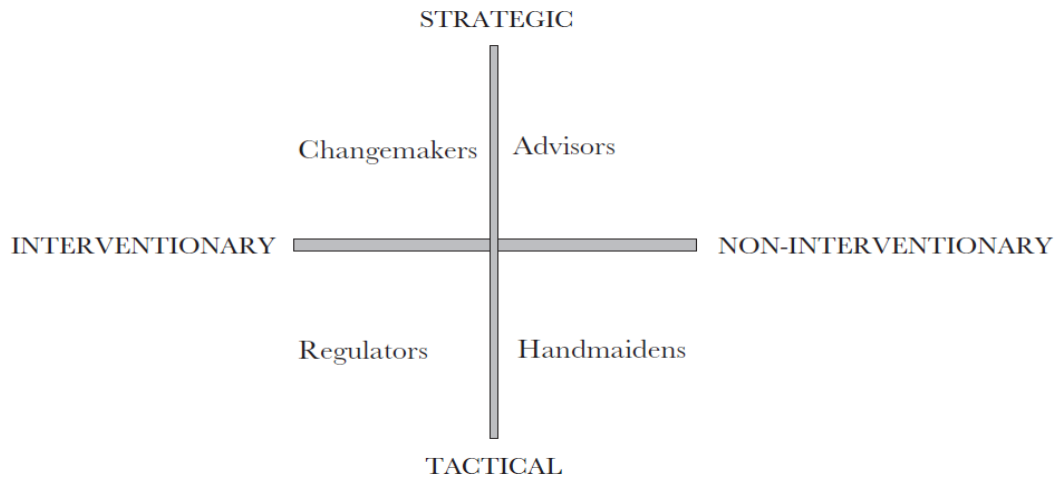 STRATEGIC
Changemakers
Advisors
INTERVENTIONARY
NON-INTERVENTIONARY
Regulators
Handmaidens
TACTICAL